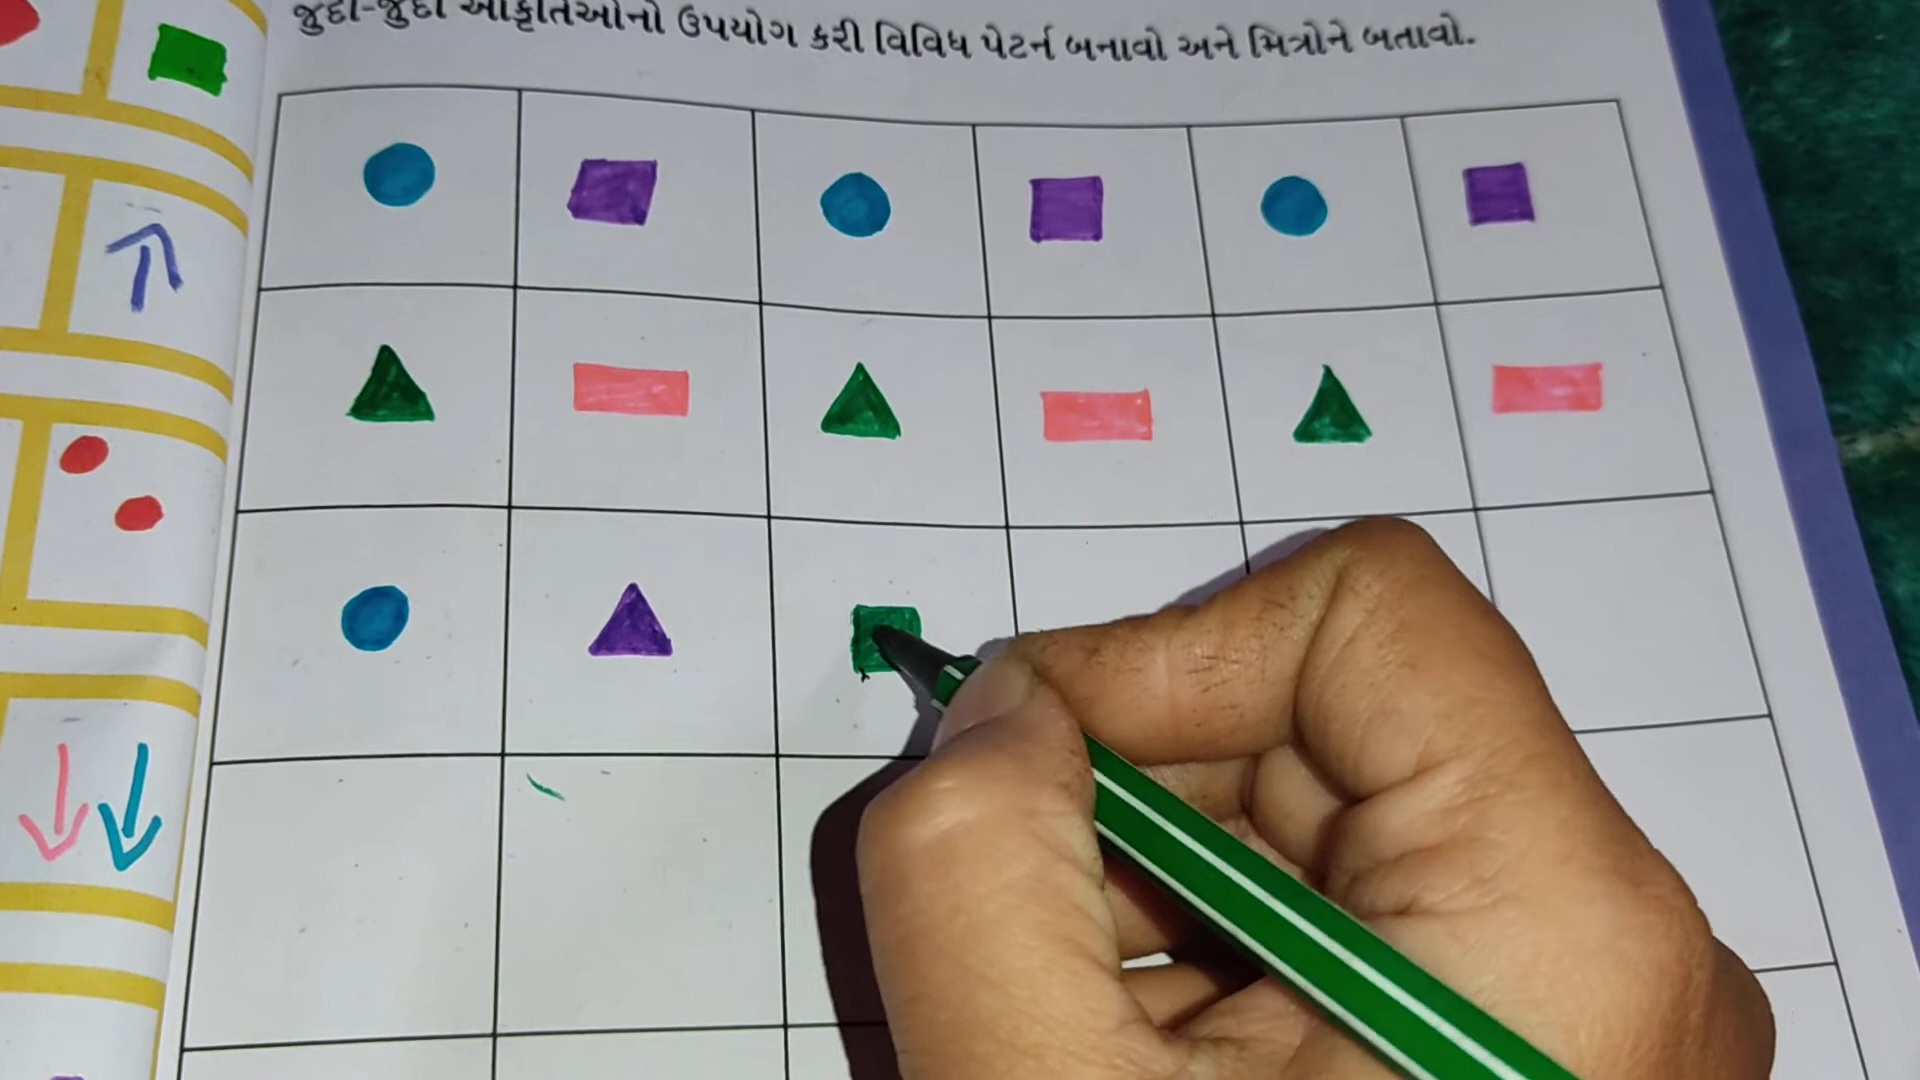 જુદી-જુદી આકૃતિઓનો ઉપયોગ કરી વિવિધ પેટર્ન બનાવો અને મિત્રોને બતાવો.